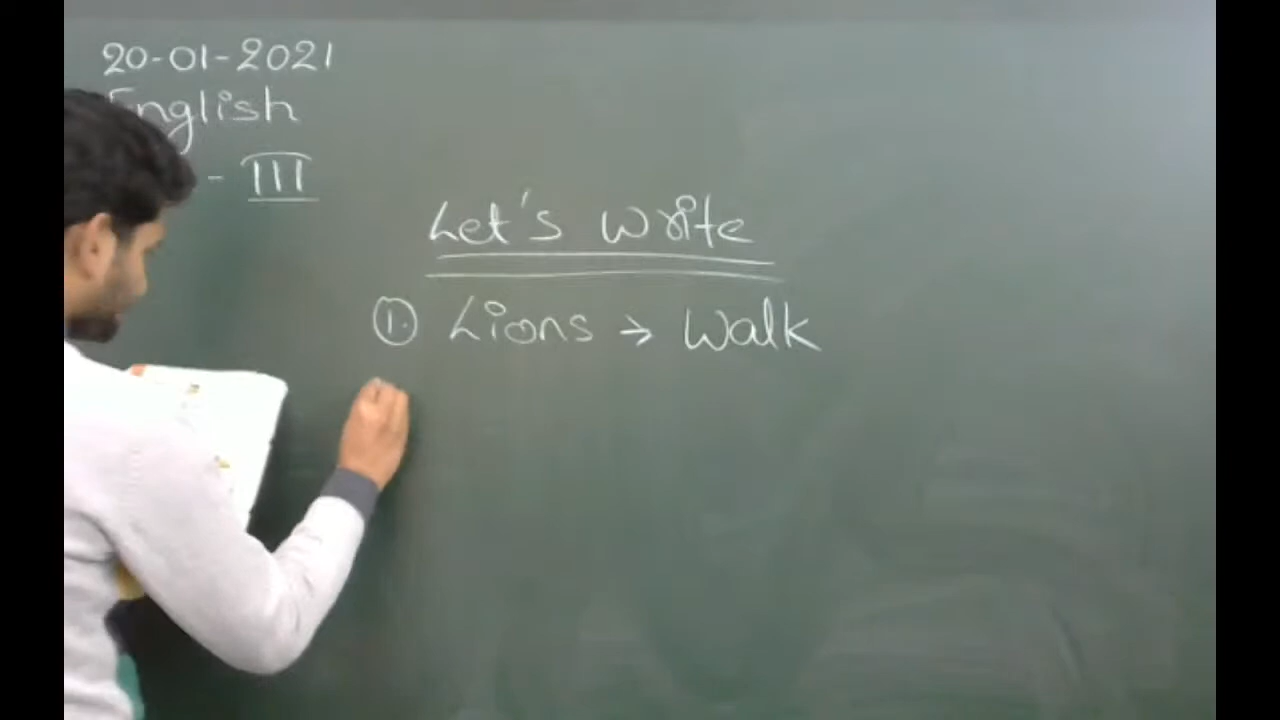 20-01-2021
English
- III
Let's Write
1. Lions → Walk